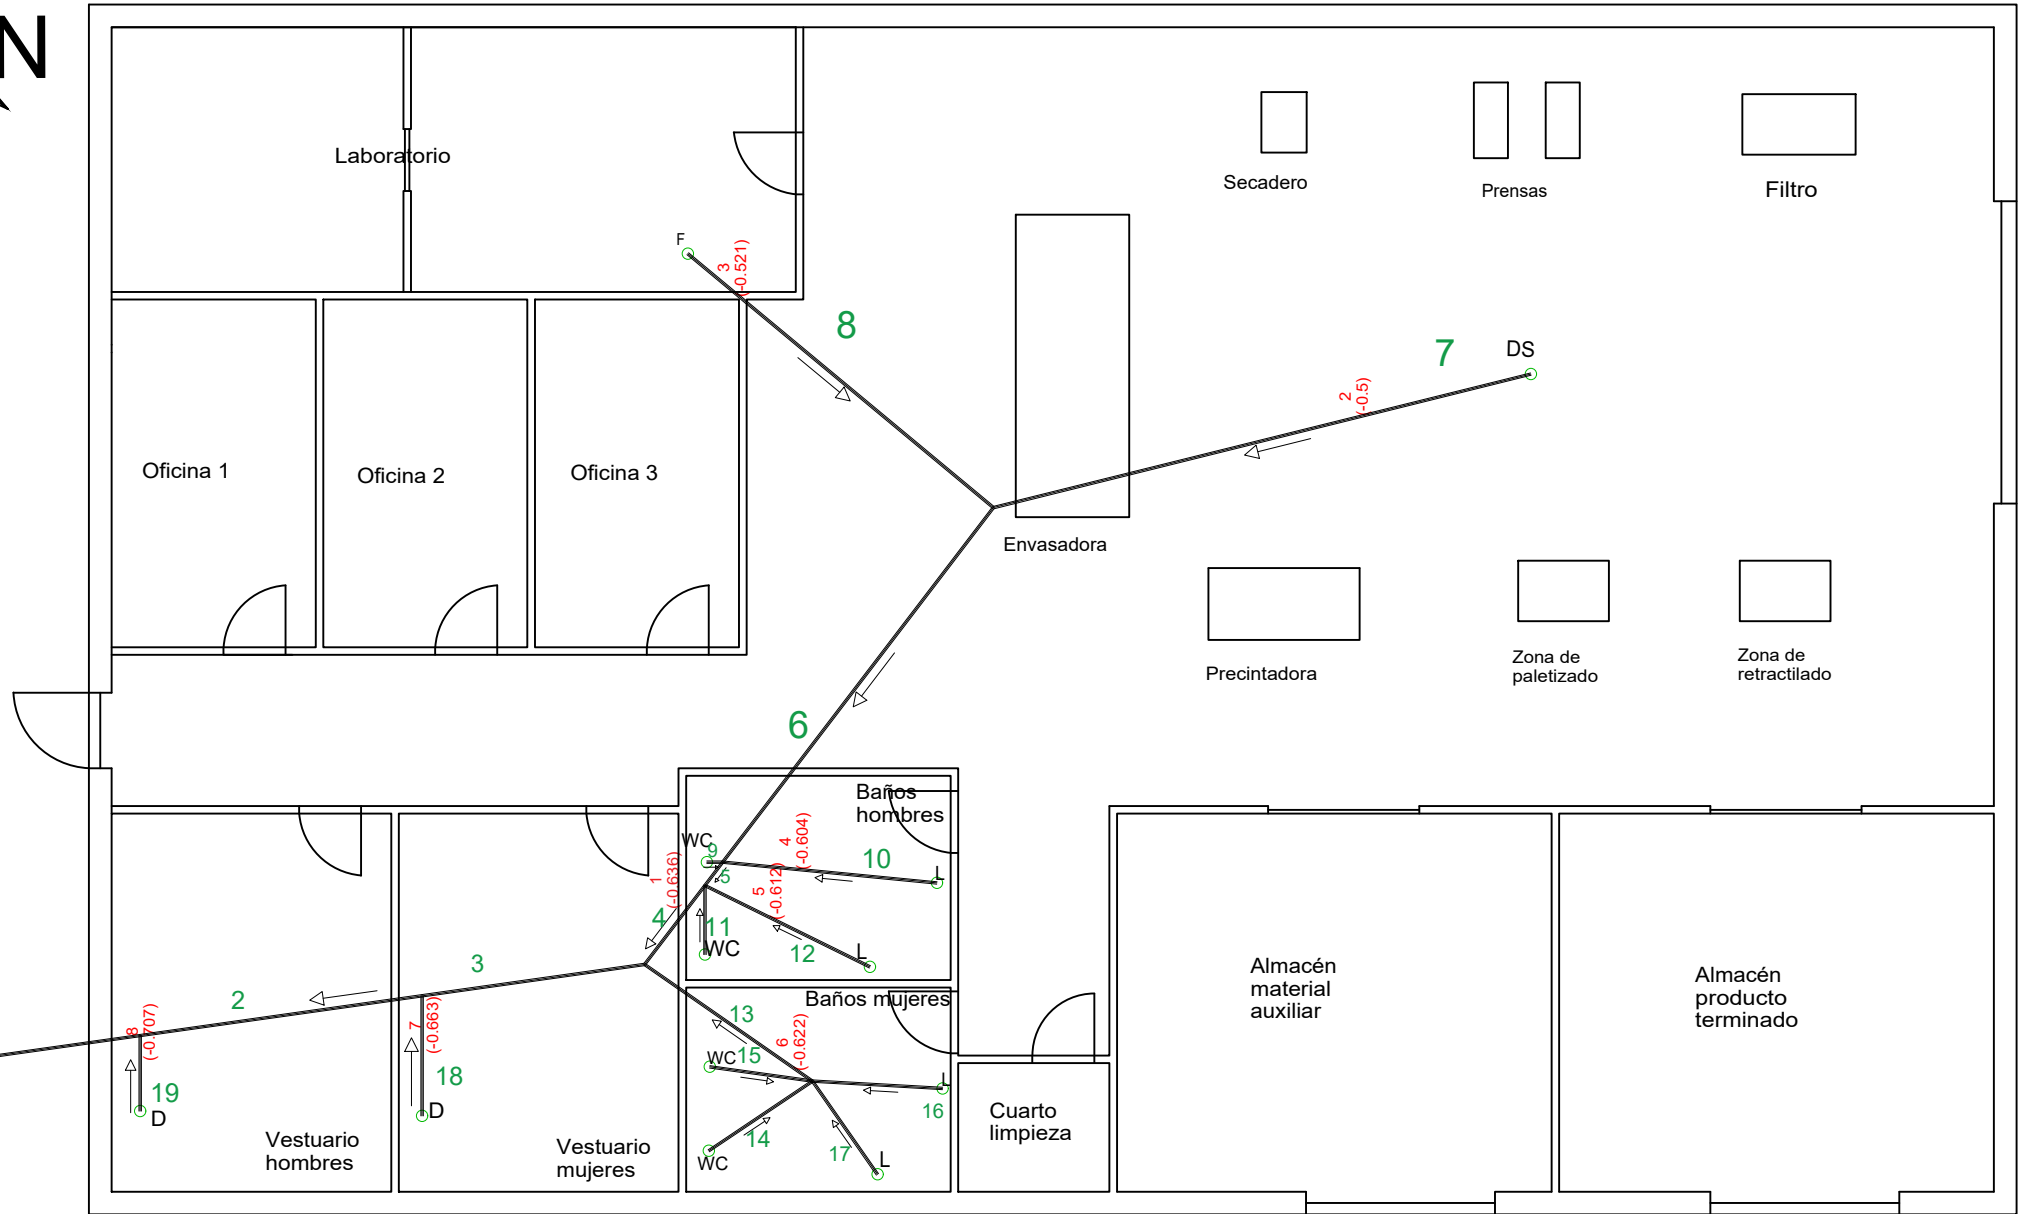 N
Laboratorio
Secadero
Prensas
Filtro
F
3
(-0.521)
8
7
DS
2
(-0.5)
Oficina 1
Oficina 2
Oficina 3
Envasadora
Precintadora
Zona de
paletizado
Zona de
retractilado
6
Baños
hombres
WC
9
4
(-0.604)
10
L
5
1
(-0.636)
5
(-0.612)
4
11
WC
12
L
3
2
Baños mujeres
13
6
(-0.622)
WC
15
L
16
14
WC
17
L
8
(-0.707)
19
D
7
(-0.663)
18
D
Vestuario
hombres
Vestuario
mujeres
Cuarto
limpieza
Almacén
material
auxiliar
Almacén
producto
terminado